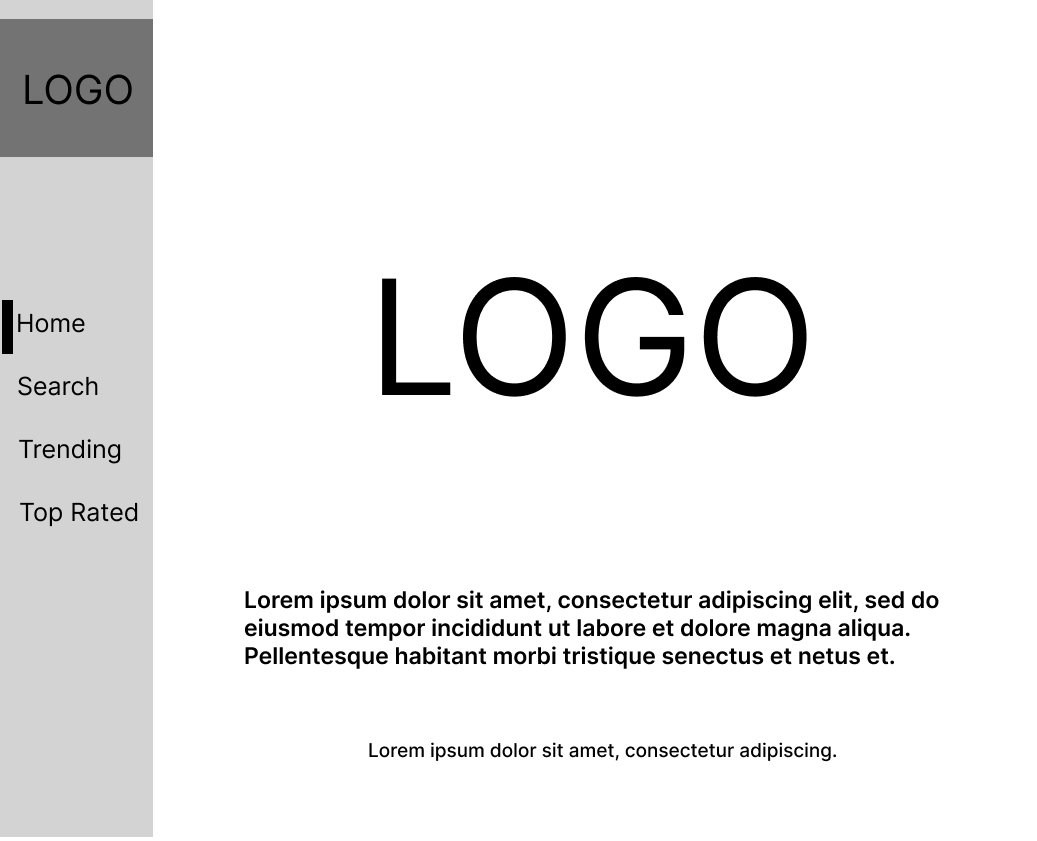 LOGO
Home
Search
Trending
Top Rated
LOGO
Lorem ipsum dolor sit amet, consectetur adipiscing elit, sed do
eiusmod tempor incididunt ut labore et dolore magna aliqua.
Pellentesque habitant morbi tristique senectus et netus et.
Lorem ipsum dolor sit amet, consectetur adipiscing.